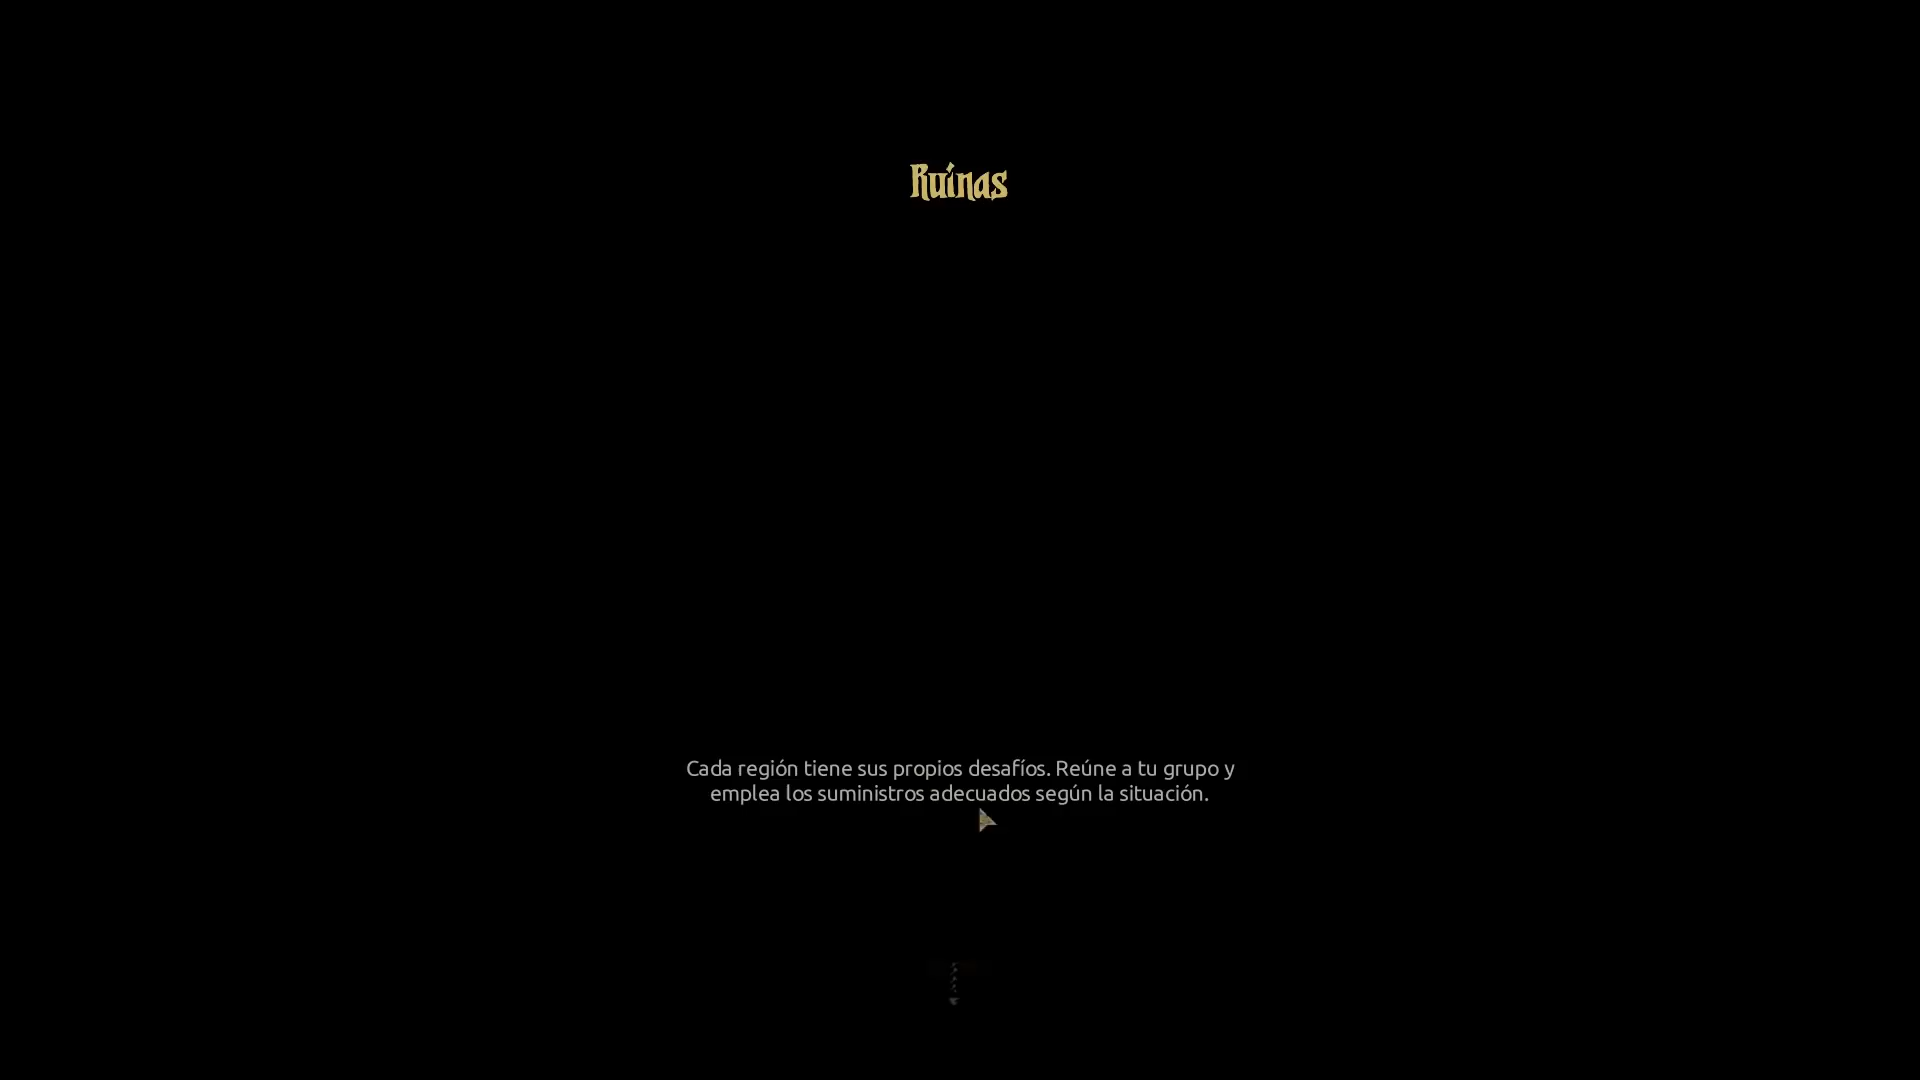 Ruinas
Cada región tiene sus propios desafíos. Reúne a tu grupo y
emplea los suministros adecuados según la situación.